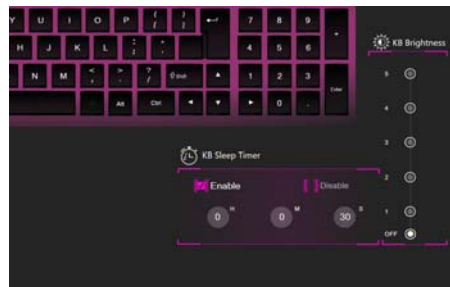 Y U I O P { [ } ] 7 8 9 +
H J K L : ; " ' 4 5 6
KB Brightness
N M < , > . ? / Shift ▲ 1 2 3 Enter
5
Alt Ctrl ◄ ▼ ► 0 .
4
3
KB Sleep Timer
Enable Disable
2
0 H 0 M 30 S
1
OFF